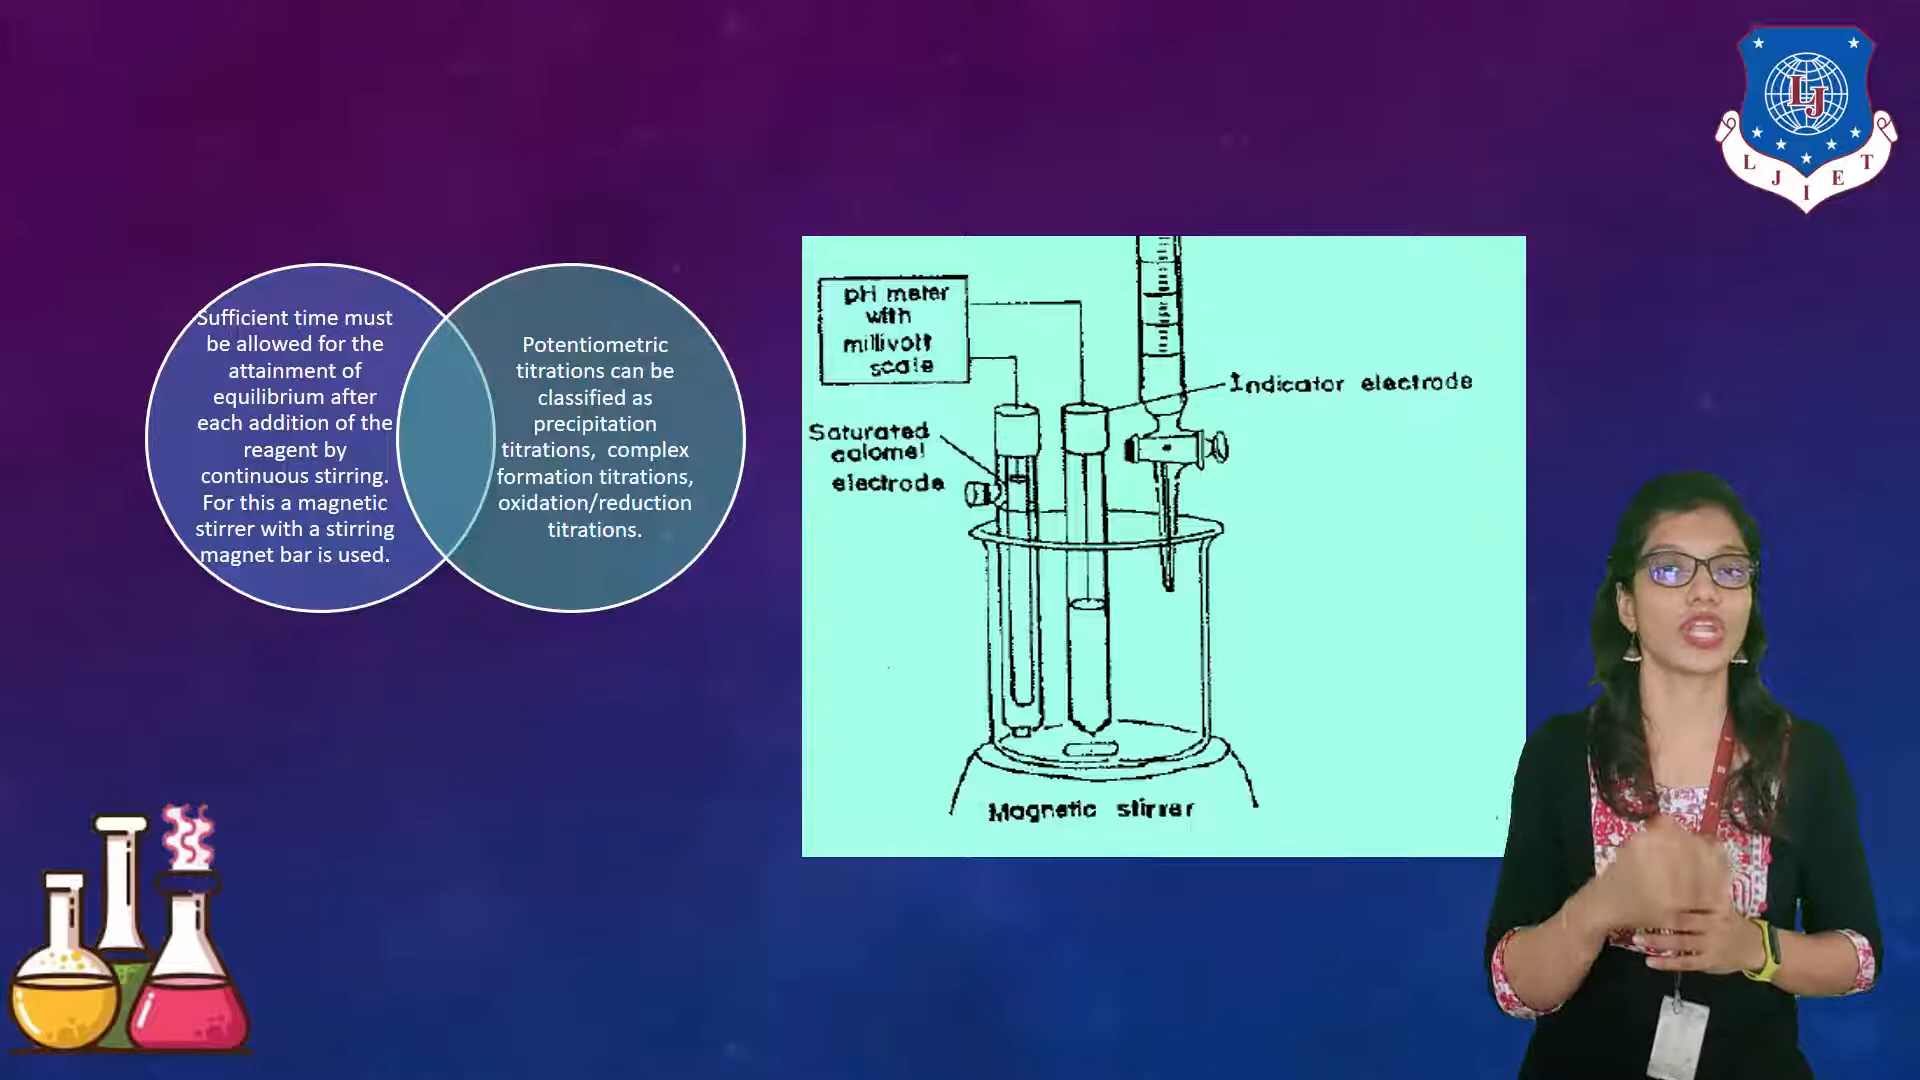 Sufficient time must
be allowed for the
attainment of
equilibrium after
each addition of the
reagent by
continuous stirring.
For this a magnetic
stirrer with a stirring
magnet bar is used.
Potentiometric
titrations can be
classified as
precipitation
titrations, complex
formation titrations,
oxidation/reduction
titrations.
pH meter
with
millivolt
scale
Indicator electrode
Saturated
calomel
electrode
Magnetic stirrer
LJ
L J I E T